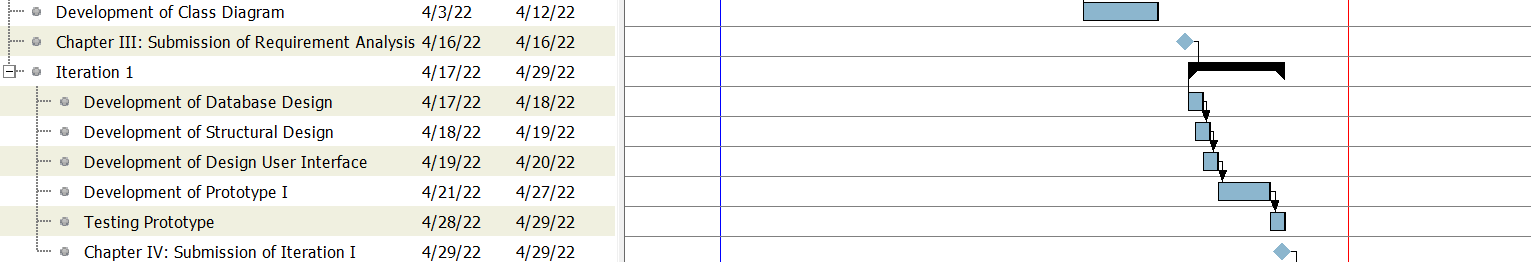 Development of Class Diagram 4/3/22 4/12/22
Chapter III: Submission of Requirement Analysis 4/16/22 4/16/22
Iteration 1 4/17/22 4/29/22
Development of Database Design 4/17/22 4/18/22
Development of Structural Design 4/18/22 4/19/22
Development of Design User Interface 4/19/22 4/20/22
Development of Prototype I 4/21/22 4/27/22
Testing Prototype 4/28/22 4/29/22
Chapter IV: Submission of Iteration I 4/29/22 4/29/22